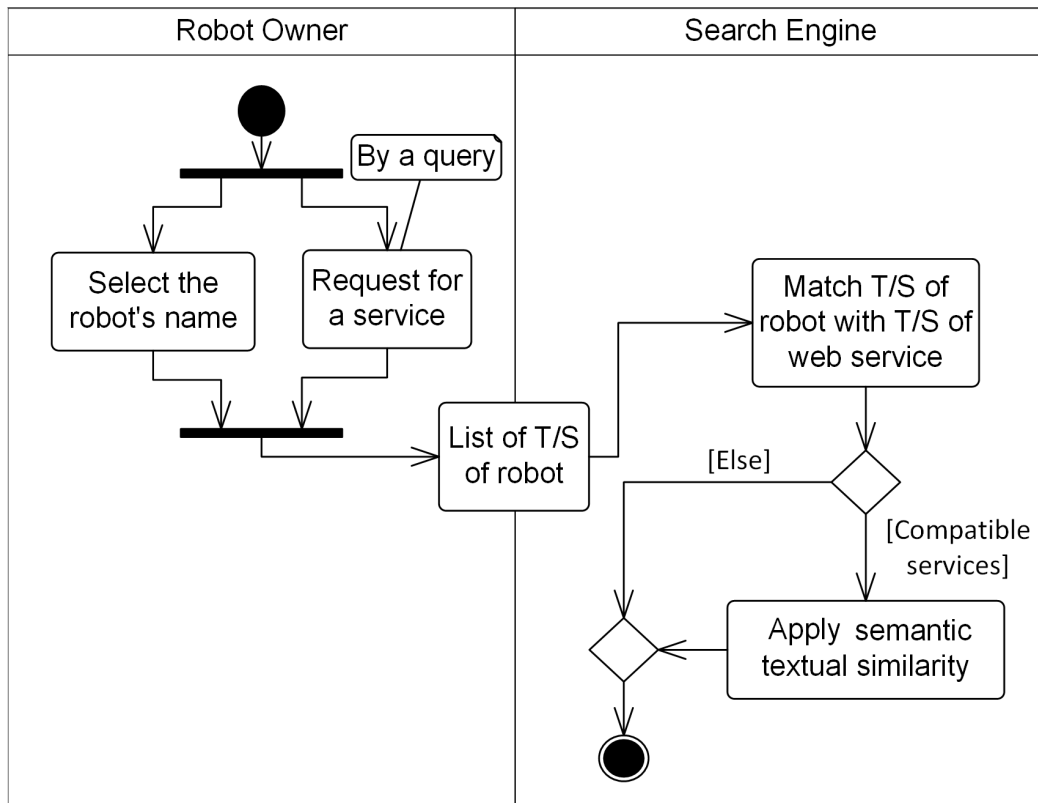 Robot Owner
Search Engine
By a query
Select the
robot's name
Request for
a service
Match T/S of
robot with T/S of
web service
List of T/S
of robot
[Else]
[Compatible
services]
Apply semantic
textual similarity